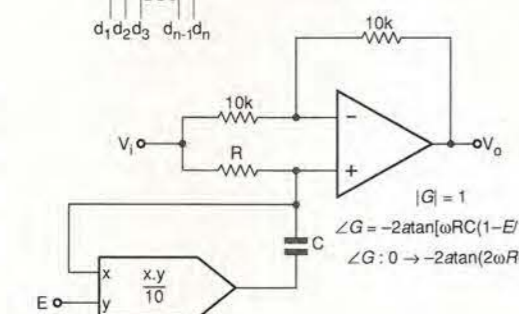 d1d2d3 dn-1dn
10k
10k
Vi
R
Vo
−
+
|G| = 1
∠G = −2atan[ωRC(1−E/
∠G : 0 → −2atan(2ωR
C
x
x.y
10
E
y